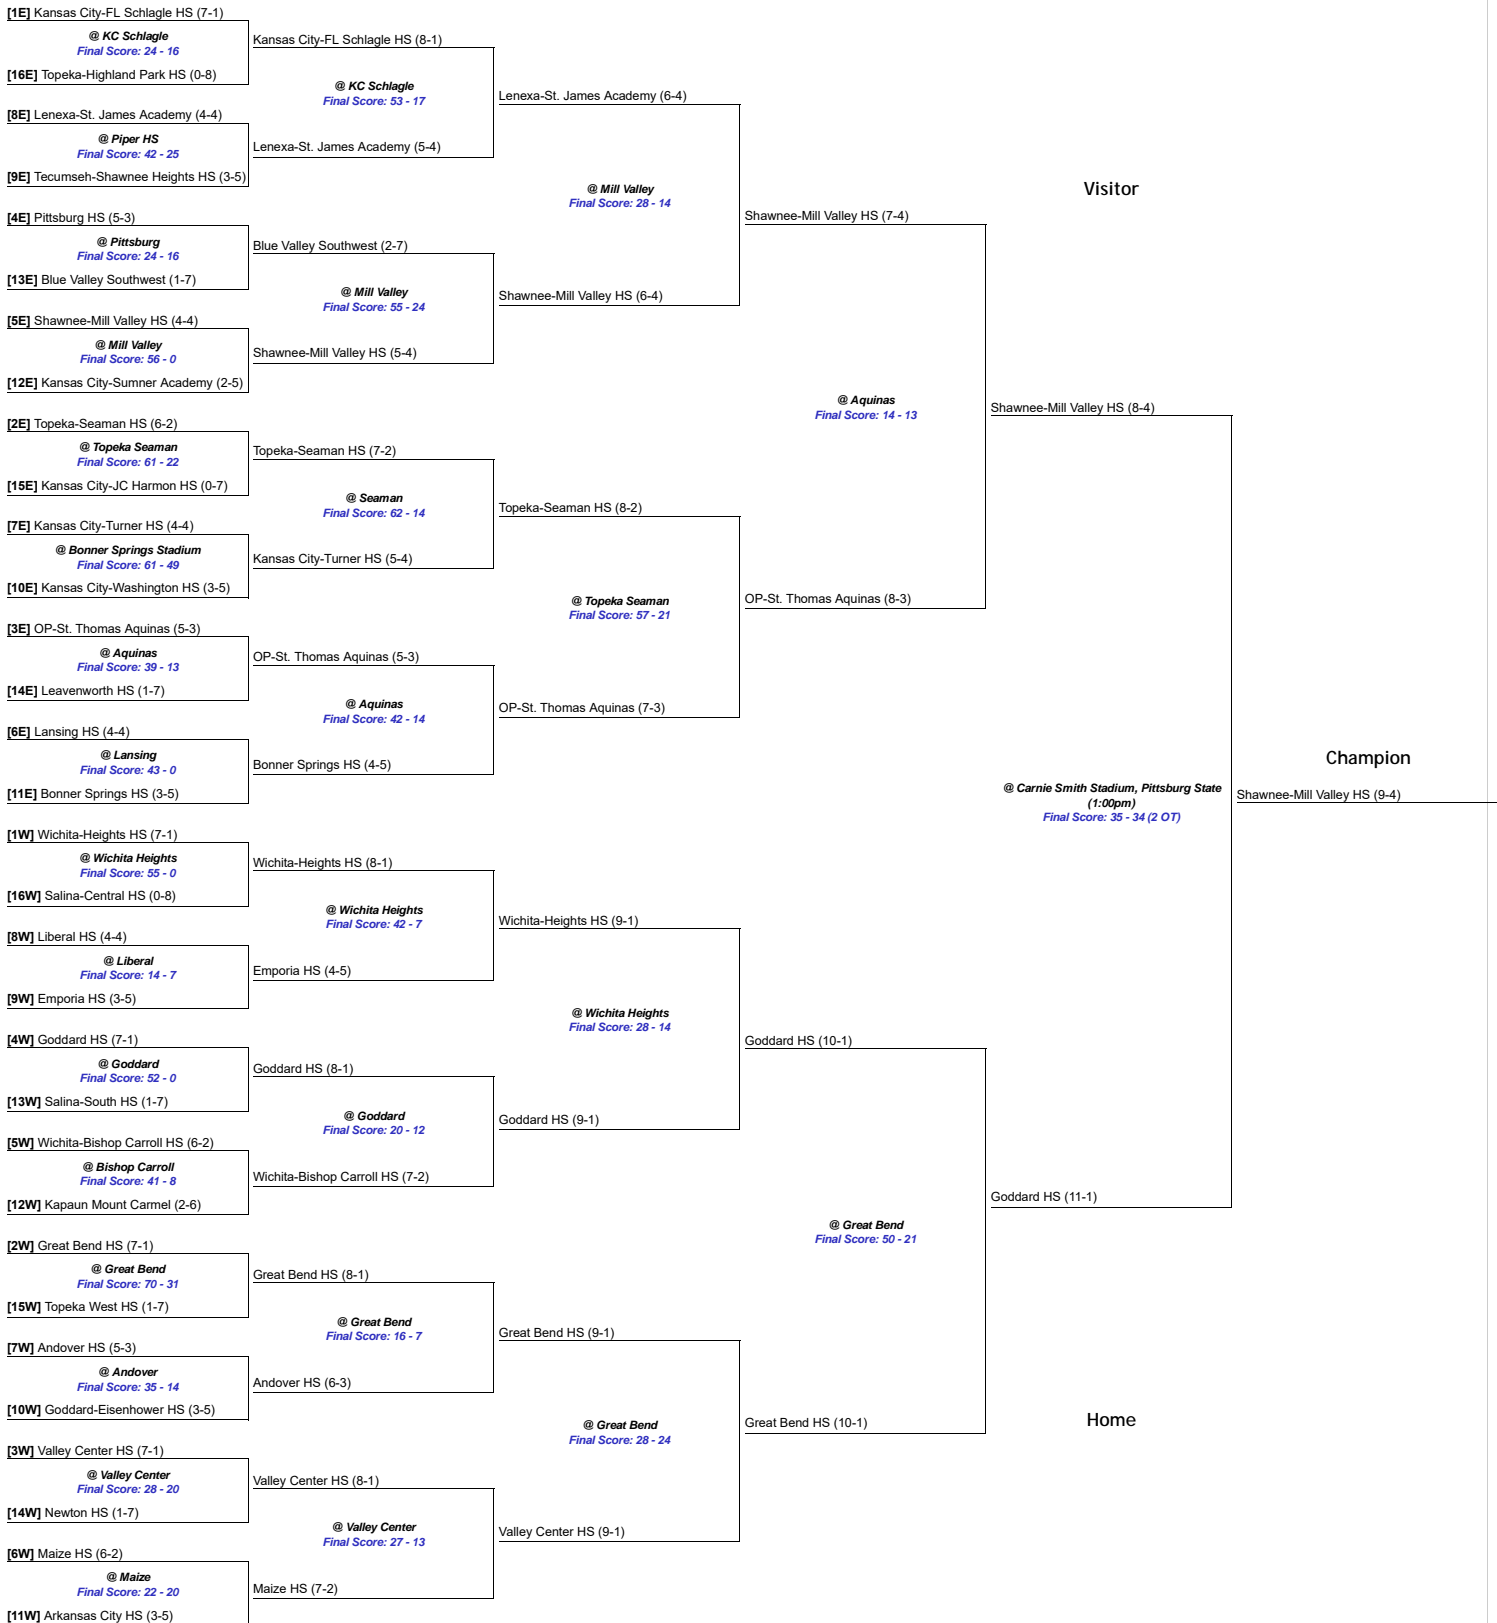 [1E] Kansas City-FL Schlagle HS (7-1)
@ KC Schlagle
Final Score: 24 - 16
[16E] Topeka-Highland Park HS (0-8)
[8E] Lenexa-St. James Academy (4-4)
@ Piper HS
Final Score: 42 - 25
[9E] Tecumseh-Shawnee Heights HS (3-5)
[4E] Pittsburg HS (5-3)
@ Pittsburg
Final Score: 24 - 16
[13E] Blue Valley Southwest (1-7)
[5E] Shawnee-Mill Valley HS (4-4)
@ Mill Valley
Final Score: 56 - 0
[12E] Kansas City-Sumner Academy (2-5)
[2E] Topeka-Seaman HS (6-2)
@ Topeka Seaman
Final Score: 61 - 22
[15E] Kansas City-JC Harmon HS (0-7)
[7E] Kansas City-Turner HS (4-4)
@ Bonner Springs Stadium
Final Score: 61 - 49
[10E] Kansas City-Washington HS (3-5)
[3E] OP-St. Thomas Aquinas (5-3)
@ Aquinas
Final Score: 39 - 13
[14E] Leavenworth HS (1-7)
[6E] Lansing HS (4-4)
@ Lansing
Final Score: 43 - 0
[11E] Bonner Springs HS (3-5)
[1W] Wichita-Heights HS (7-1)
@ Wichita Heights
Final Score: 55 - 0
[16W] Salina-Central HS (0-8)
[8W] Liberal HS (4-4)
@ Liberal
Final Score: 14 - 7
[9W] Emporia HS (3-5)
[4W] Goddard HS (7-1)
@ Goddard
Final Score: 52 - 0
[13W] Salina-South HS (1-7)
[5W] Wichita-Bishop Carroll HS (6-2)
@ Bishop Carroll
Final Score: 41 - 8
[12W] Kapaun Mount Carmel (2-6)
[2W] Great Bend HS (7-1)
@ Great Bend
Final Score: 70 - 31
[15W] Topeka West HS (1-7)
[7W] Andover HS (5-3)
@ Andover
Final Score: 35 - 14
[10W] Goddard-Eisenhower HS (3-5)
[3W] Valley Center HS (7-1)
@ Valley Center
Final Score: 28 - 20
[14W] Newton HS (1-7)
[6W] Maize HS (6-2)
@ Maize
Final Score: 22 - 20
[11W] Arkansas City HS (3-5)
Kansas City-FL Schlagle HS (8-1)
@ KC Schlagle
Final Score: 53 - 17
Lenexa-St. James Academy (5-4)
Blue Valley Southwest (2-7)
@ Mill Valley
Final Score: 55 - 24
Shawnee-Mill Valley HS (5-4)
Topeka-Seaman HS (7-2)
@ Seaman
Final Score: 62 - 14
Kansas City-Turner HS (5-4)
OP-St. Thomas Aquinas (5-3)
@ Aquinas
Final Score: 42 - 14
Bonner Springs HS (4-5)
Wichita-Heights HS (8-1)
@ Wichita Heights
Final Score: 42 - 7
Emporia HS (4-5)
Goddard HS (8-1)
@ Goddard
Final Score: 20 - 12
Wichita-Bishop Carroll HS (7-2)
Great Bend HS (8-1)
@ Great Bend
Final Score: 16 - 7
Andover HS (6-3)
Valley Center HS (8-1)
@ Valley Center
Final Score: 27 - 13
Maize HS (7-2)
Lenexa-St. James Academy (6-4)
@ Mill Valley
Final Score: 28 - 14
Shawnee-Mill Valley HS (6-4)
Topeka-Seaman HS (8-2)
@ Topeka Seaman
Final Score: 57 - 21
OP-St. Thomas Aquinas (7-3)
Wichita-Heights HS (9-1)
@ Wichita Heights
Final Score: 28 - 14
Goddard HS (9-1)
Great Bend HS (9-1)
@ Great Bend
Final Score: 28 - 24
Valley Center HS (9-1)
Shawnee-Mill Valley HS (7-4)
@ Aquinas
Final Score: 14 - 13
OP-St. Thomas Aquinas (8-3)
Goddard HS (10-1)
@ Great Bend
Final Score: 50 - 21
Great Bend HS (10-1)
Visitor
Shawnee-Mill Valley HS (8-4)
@ Carnie Smith Stadium, Pittsburg State
(1:00pm)
Final Score: 35 - 34 (2 OT)
Goddard HS (11-1)
Home
Champion
Shawnee-Mill Valley HS (9-4)